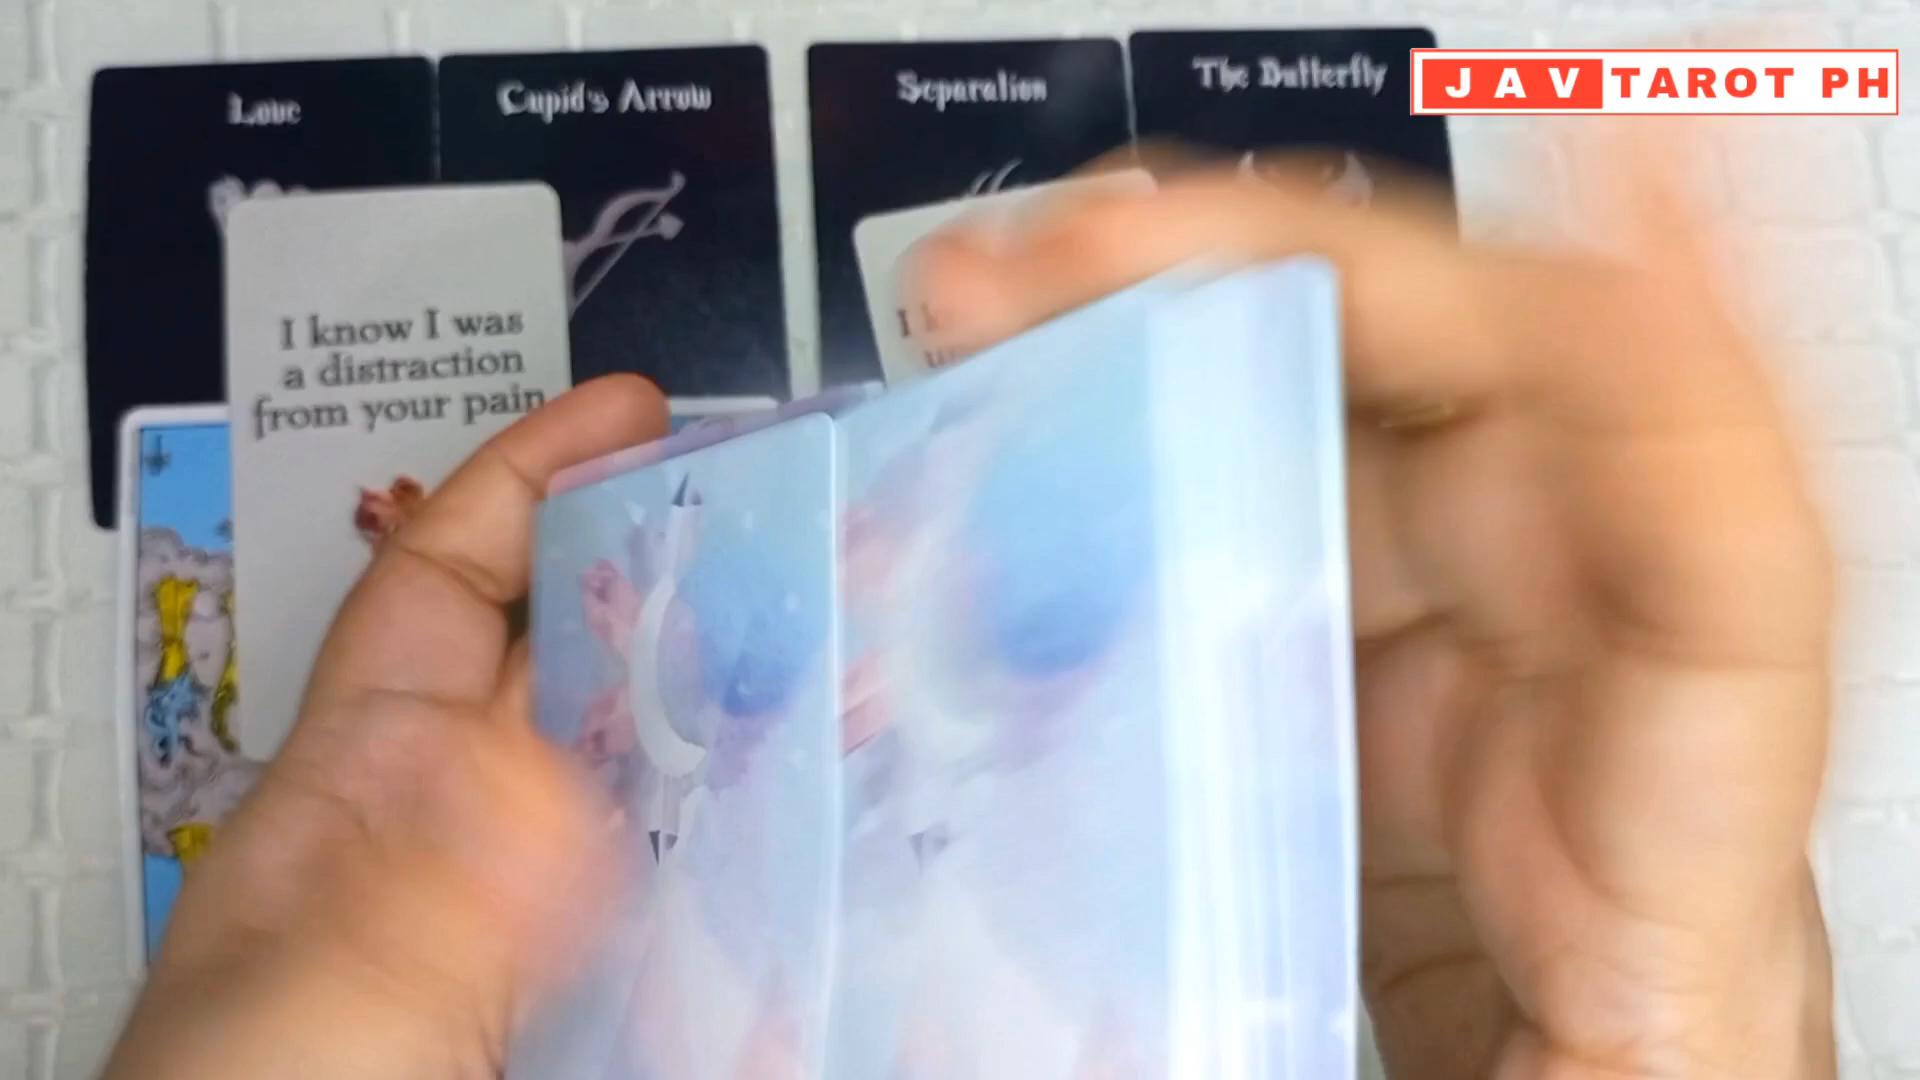 Love
Cupid's Arrow
Separation
The Butterfly
JAV TAROT PH
I know I was
a distraction
from your pain
I